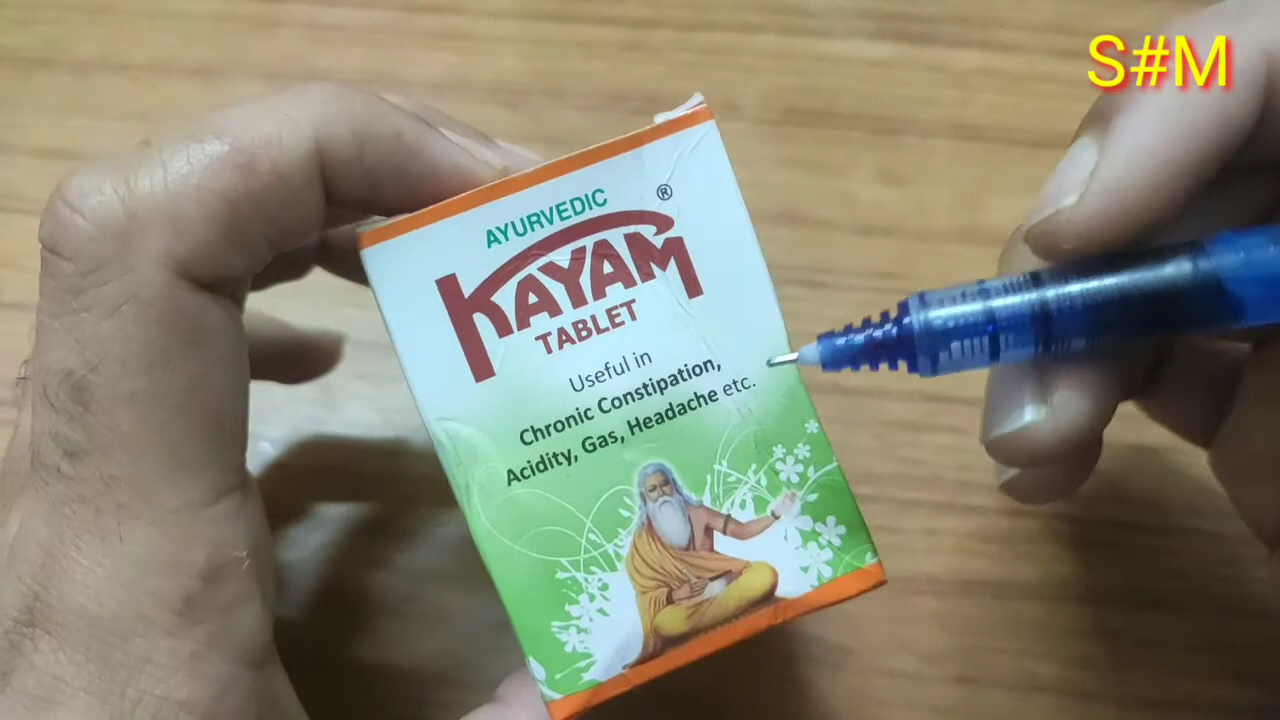 S#M
AYURVEDIC
KAYAM ®
TABLET
Useful in
Chronic Constipation,
Acidity, Gas, Headache etc.